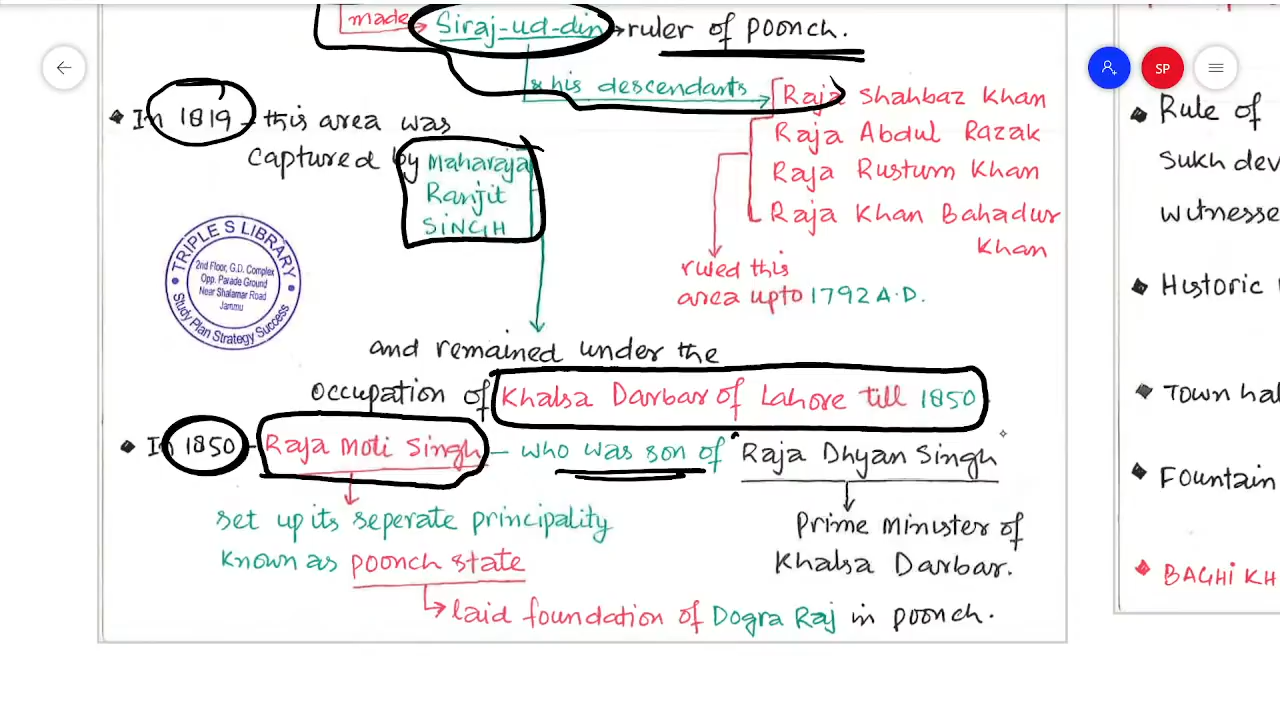 made
Siraj-ud-din
ruler of poonch.
& his descendants
Raja Shahbaz Khan
Raja Abdul Razak
Raja Rustum Khan
Raja Khan Bahadur
Khan
ruled this
area upto 1792 A.D.
In 1819 - this area was
captured by Maharaja
Ranjit
SINGH
TRIPLE S LIBRARY
2nd Floor, G.D. Complex
Opp. Parade Ground
Near Shalamar Road
Jammu
Study Plan Strategy Success
and remained under the
occupation of Khalsa Darbar of Lahore till 1850
In 1850 - Raja Moti Singh - who was son of Raja Dhyan Singh
set up its seperate principality
known as poonch state
laid foundation of Dogra Raj in poonch.
Prime Minister of
Khalsa Darbar.
SP
Rule of
Sukh dev
witnesse
Historic
Town hal
Fountain
BAGHI KH